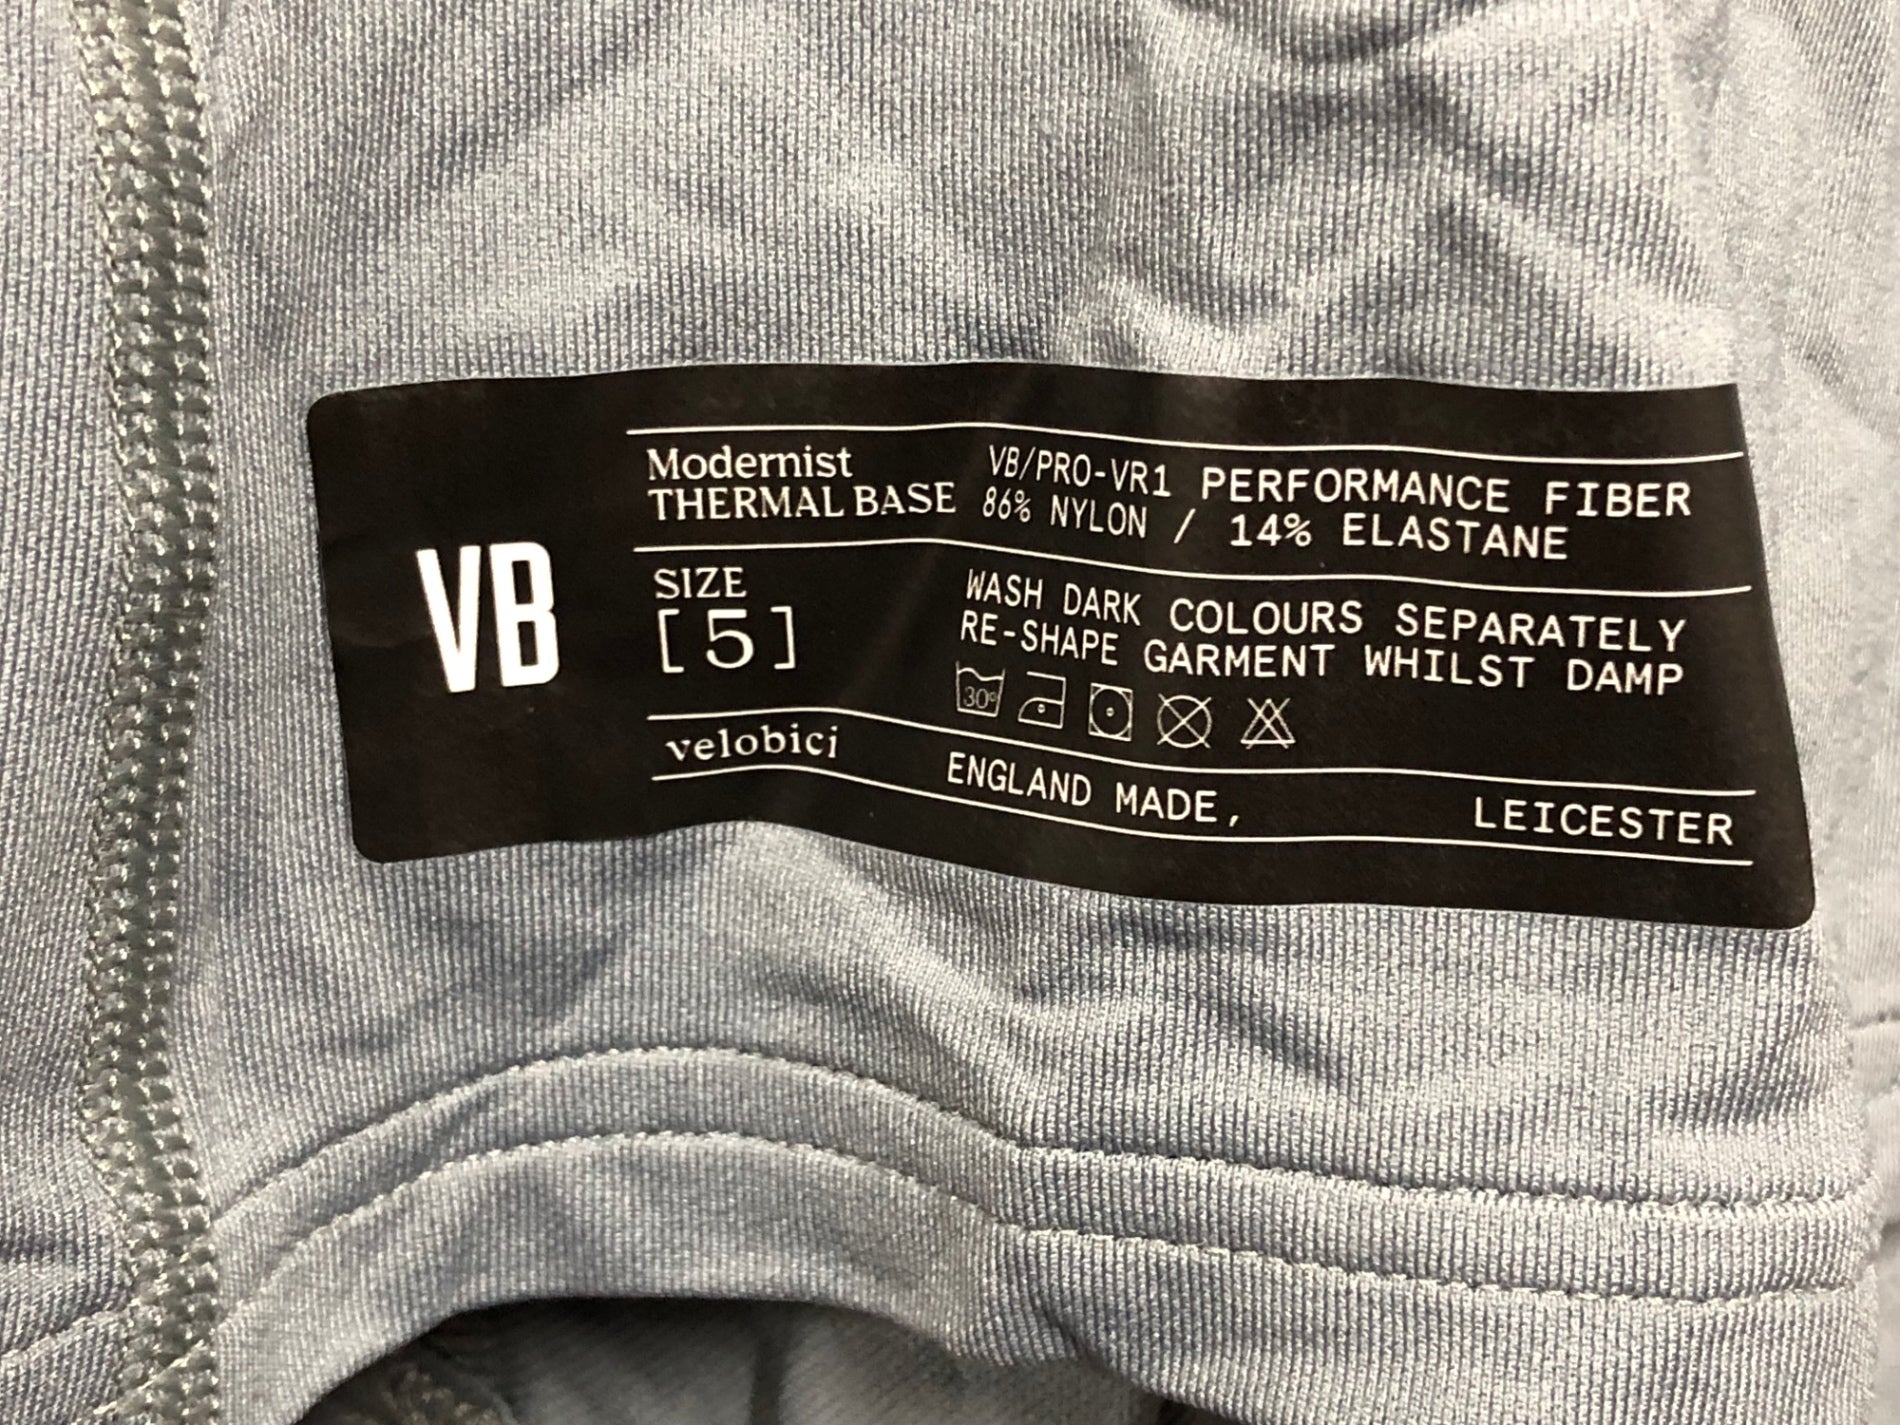 VB
Modernist
THERMAL BASE
VB/PRO-VR1 PERFORMANCE FIBER
86% NYLON / 14% ELASTANE
SIZE
[5]
WASH DARK COLOURS SEPARATELY
RE-SHAPE GARMENT WHILST DAMP
30°
velobici
ENGLAND MADE, LEICESTER